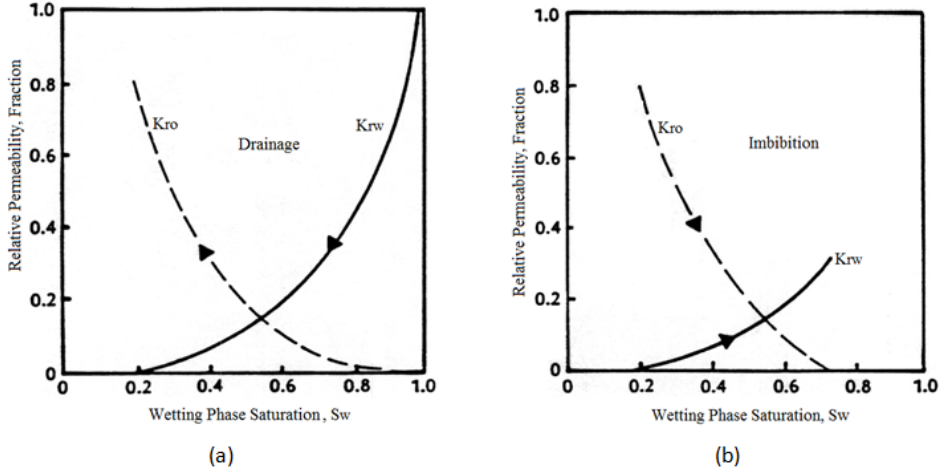 1.0
0.8
0.6
0.4
0.2
0
0
0.2
0.4
0.6
0.8
1.0
Relative Permeability, Fraction
Kro
Drainage
Krw
Wetting Phase Saturation, Sw
(a)
1.0
0.8
0.6
0.4
0.2
0
0
0.2
0.4
0.6
0.8
1.0
Relative Permeability, Fraction
Kro
Imbibition
Krw
Wetting Phase Saturation, Sw
(b)